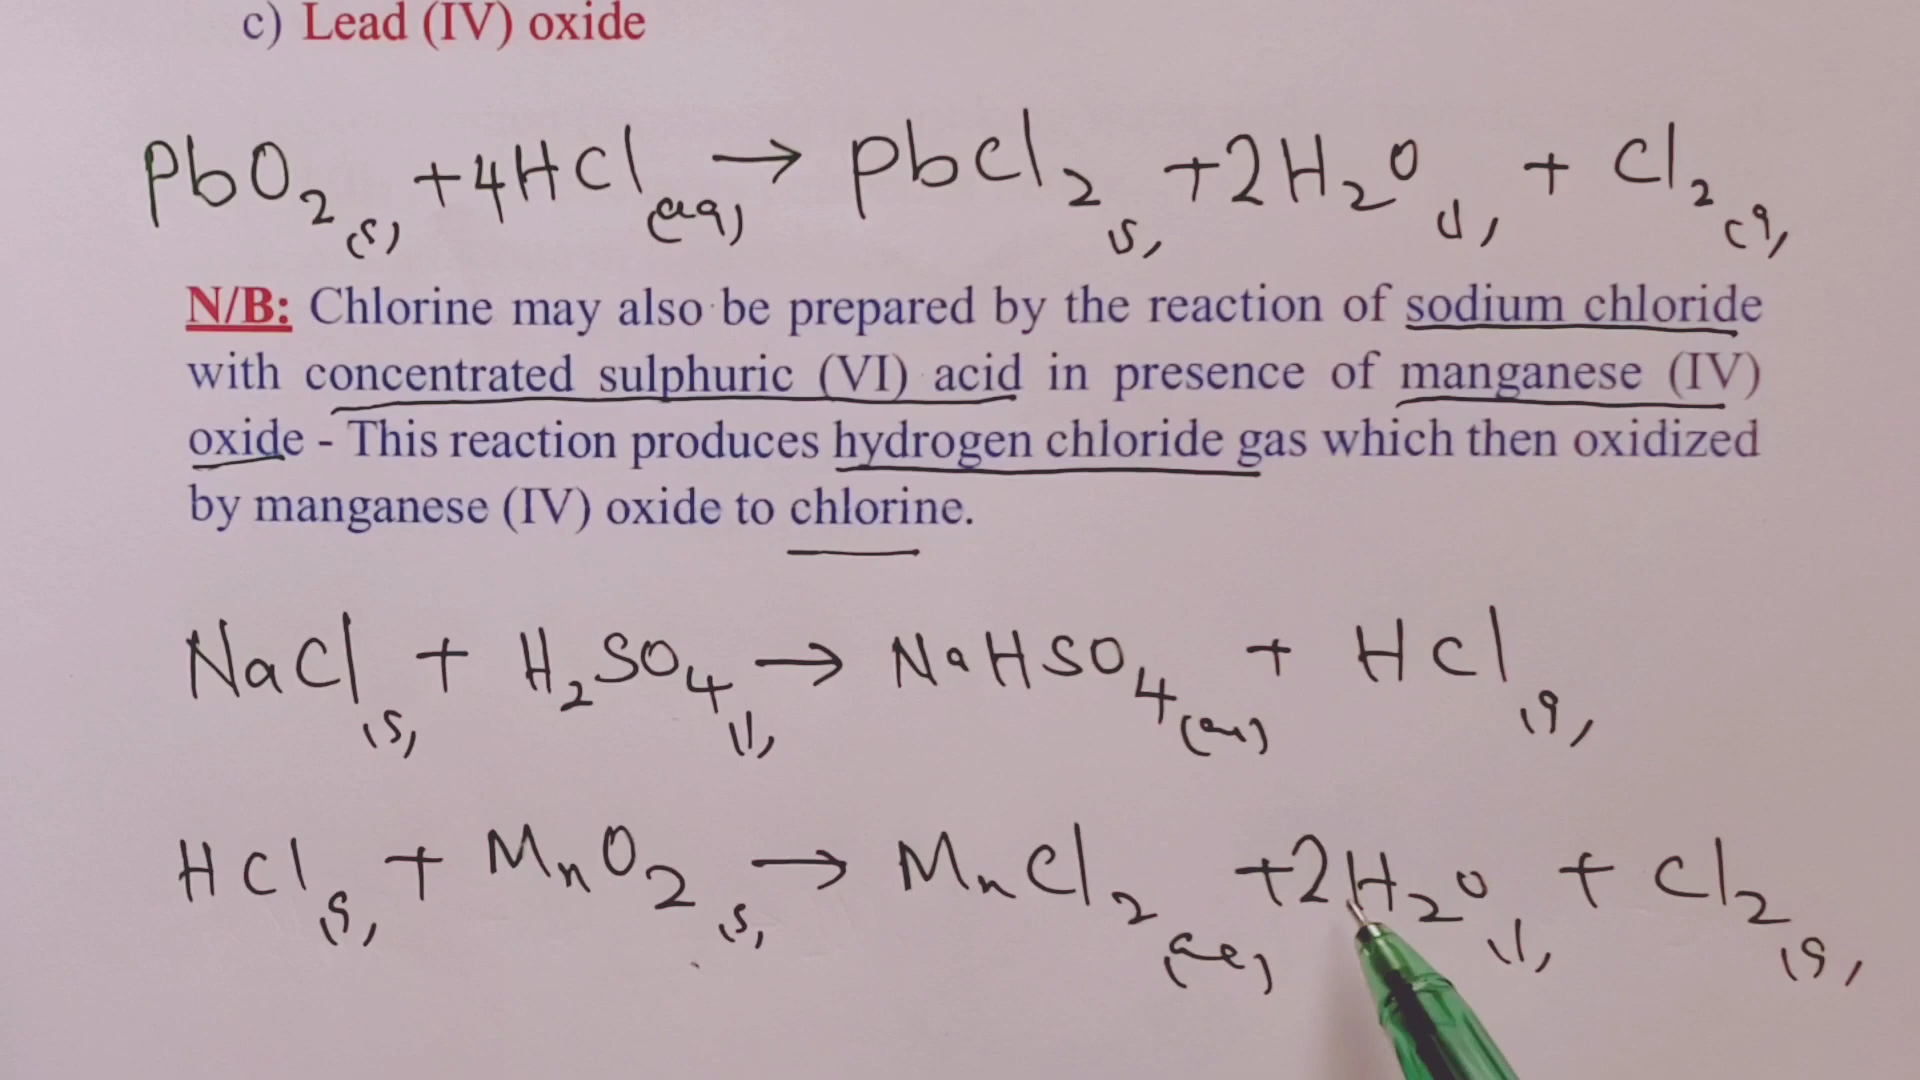 c) Lead (IV) oxide
PbO₂(s) + 4HCl(aq) → PbCl₂(s) + 2H₂O(l) + Cl₂(g)
N/B: Chlorine may also be prepared by the reaction of sodium chloride
with concentrated sulphuric (VI) acid in presence of manganese (IV)
oxide - This reaction produces hydrogen chloride gas which then oxidized
by manganese (IV) oxide to chlorine.
NaCl(s) + H₂SO₄(l) → NaHSO₄(aq) + HCl(g)
HCl(g) + MnO₂(s) → MnCl₂(aq) + 2H₂O(l) + Cl₂(g)